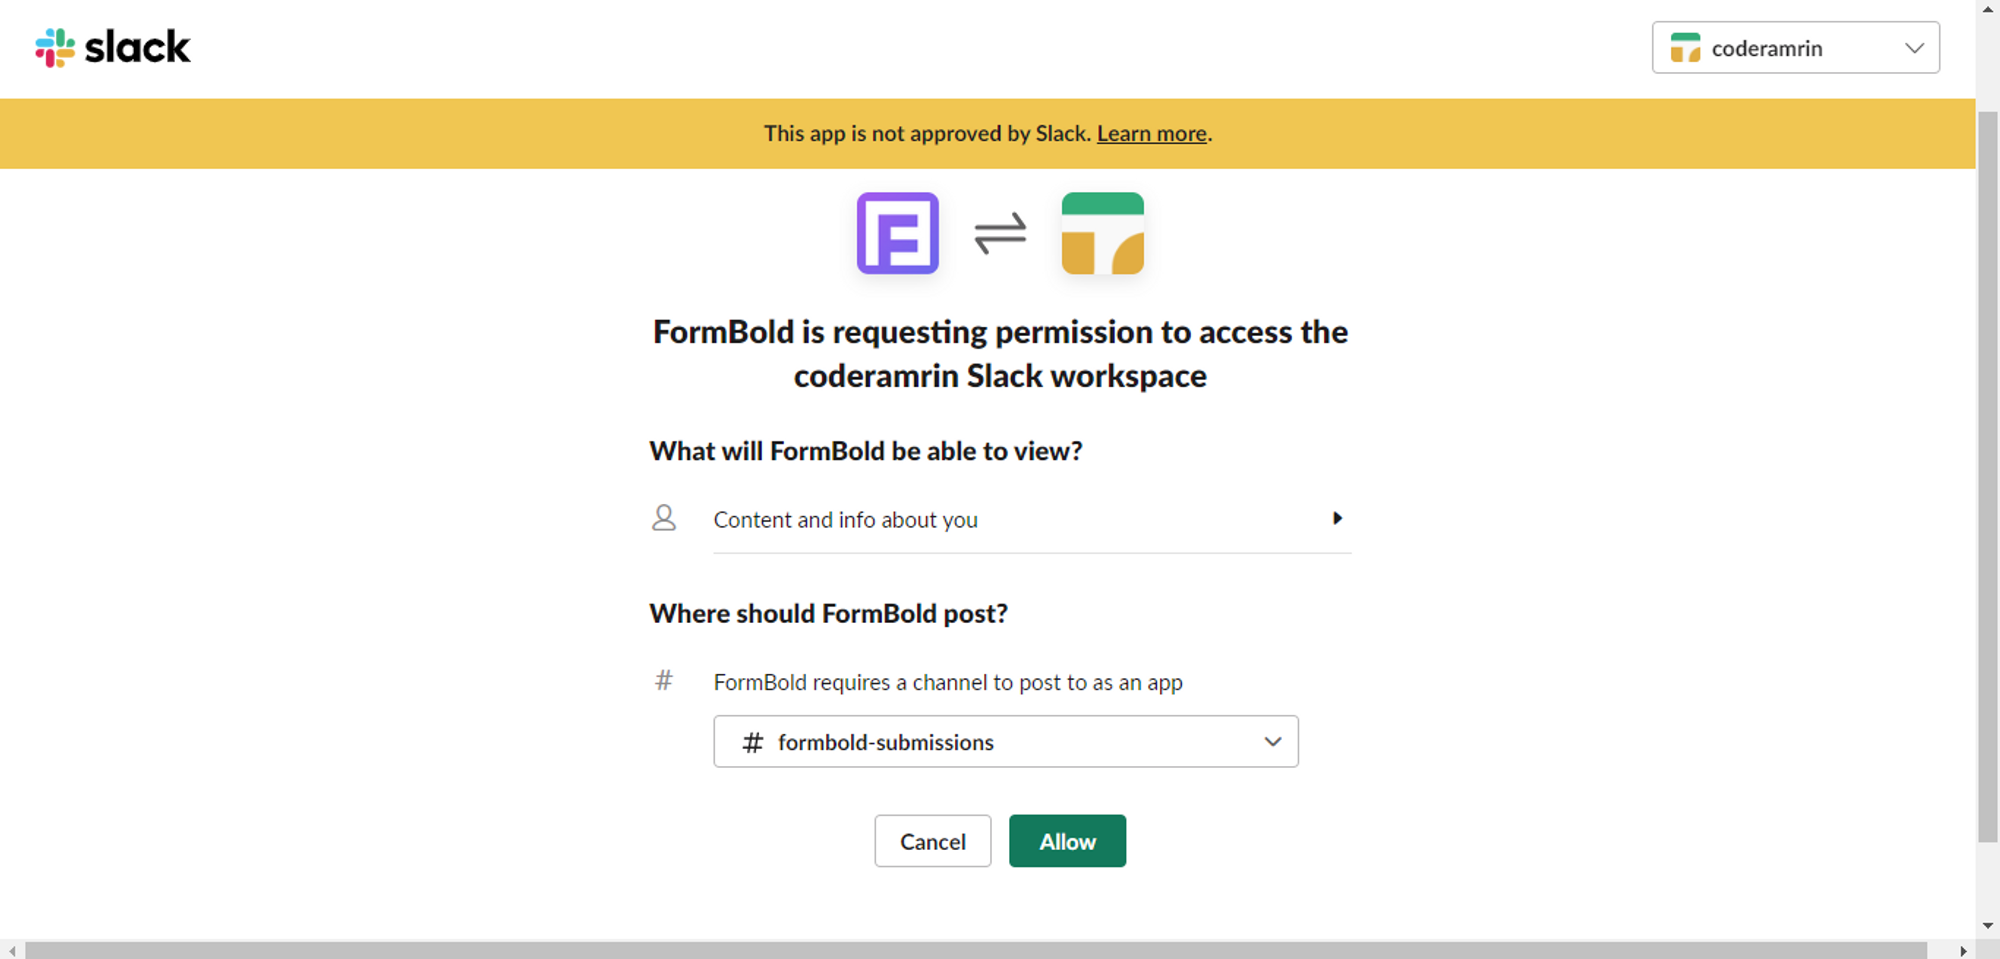 slack
coderamrin
This app is not approved by Slack. Learn more.
FormBold is requesting permission to access the
coderamrin Slack workspace
What will FormBold be able to view?
Content and info about you
Where should FormBold post?
# FormBold requires a channel to post to as an app
# formbold-submissions
Cancel Allow